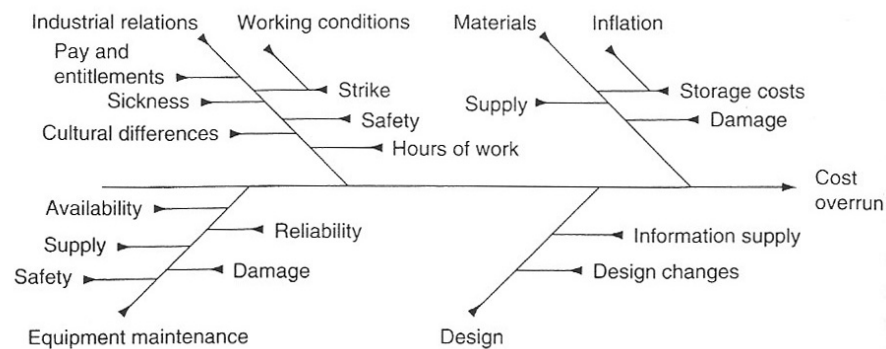 Industrial relations
Working conditions
Materials
Inflation
Pay and
entitlements
Strike
Storage costs
Sickness
Supply
Safety
Damage
Cultural differences
Hours of work
Cost
overrun
Availability
Reliability
Information supply
Supply
Safety
Damage
Design changes
Equipment maintenance
Design